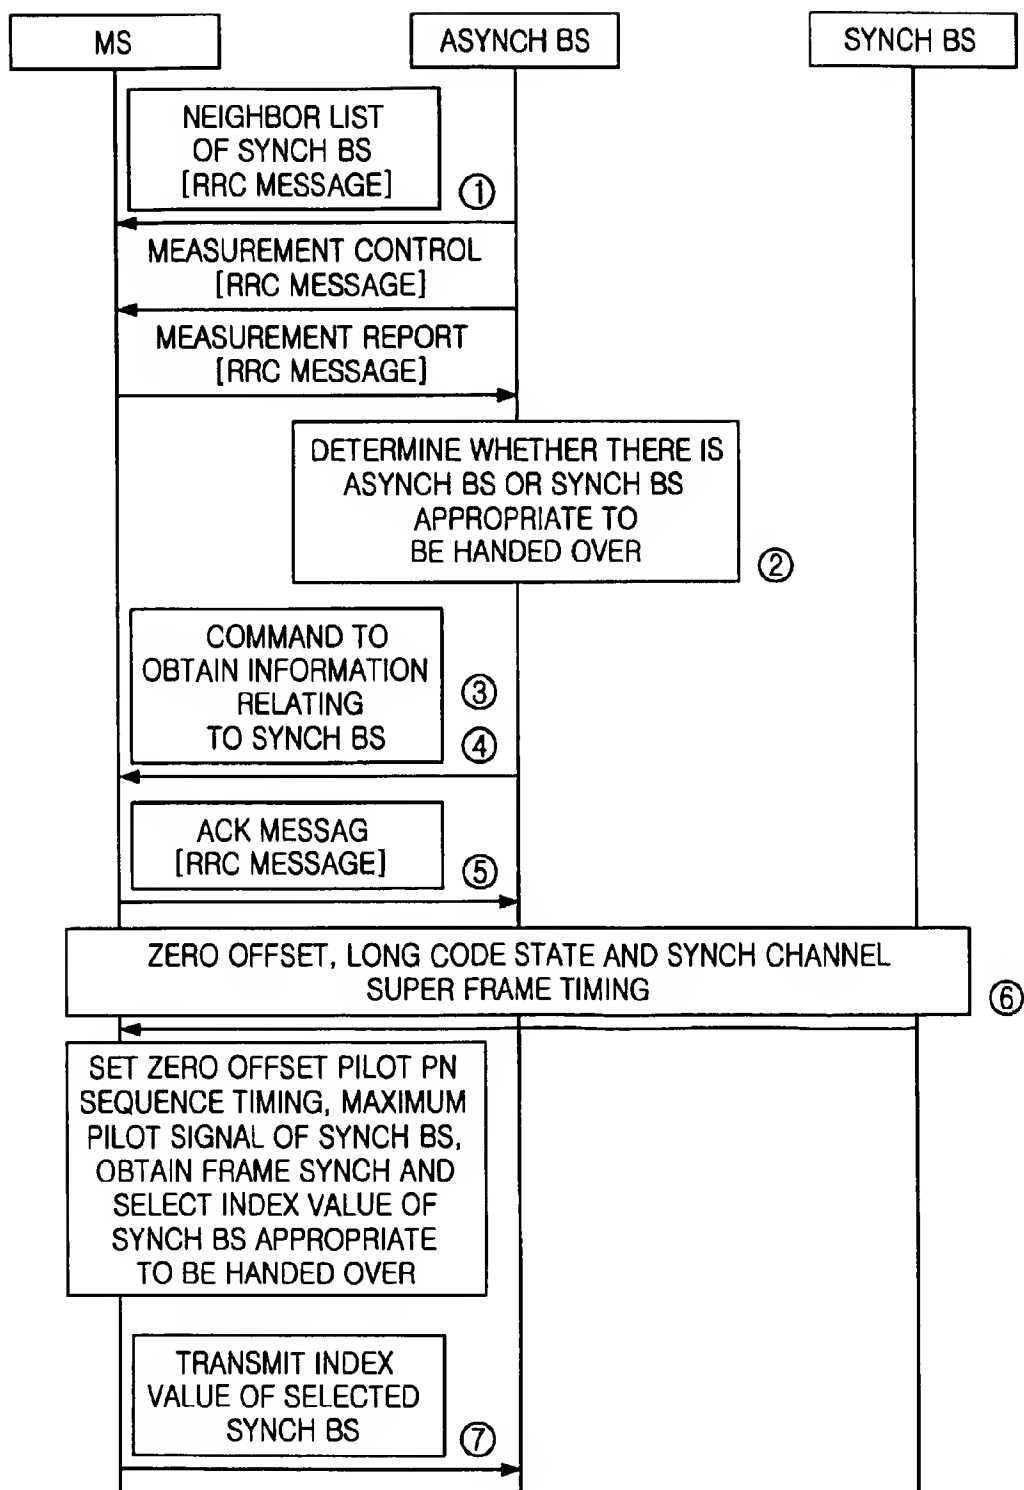 MS
ASYNCH BS
SYNCH BS
NEIGHBOR LIST
OF SYNCH BS
[RRC MESSAGE]
①
MEASUREMENT CONTROL
[RRC MESSAGE]
MEASUREMENT REPORT
[RRC MESSAGE]
DETERMINE WHETHER THERE IS
ASYNCH BS OR SYNCH BS
APPROPRIATE TO
BE HANDED OVER
②
COMMAND TO
OBTAIN INFORMATION
RELATING
TO SYNCH BS
③
④
ACK MESSAG
[RRC MESSAGE]
⑤
ZERO OFFSET, LONG CODE STATE AND SYNCH CHANNEL
SUPER FRAME TIMING
⑥
SET ZERO OFFSET PILOT PN
SEQUENCE TIMING, MAXIMUM
PILOT SIGNAL OF SYNCH BS,
OBTAIN FRAME SYNCH AND
SELECT INDEX VALUE OF
SYNCH BS APPROPRIATE
TO BE HANDED OVER
TRANSMIT INDEX
VALUE OF SELECTED
SYNCH BS
⑦